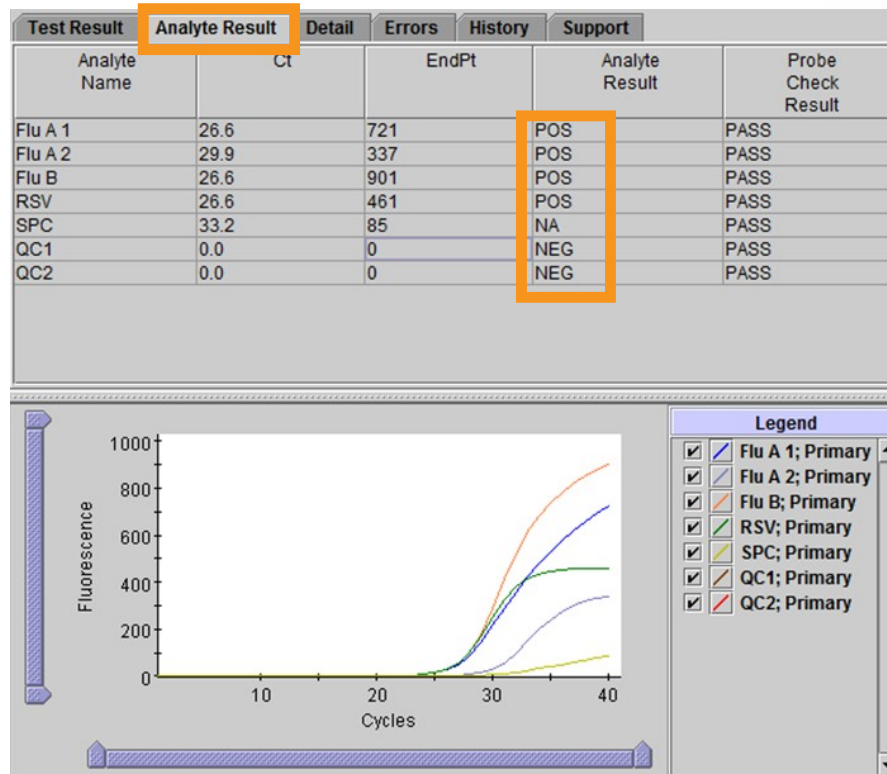 Test Result Analyte Result Detail Errors History Support
Analyte Name Ct EndPt Analyte Result Probe Check Result
Flu A 1 26.6 721 POS PASS
Flu A 2 29.9 337 POS PASS
Flu B 26.6 901 POS PASS
RSV 26.6 461 POS PASS
SPC 33.2 85 NA PASS
QC1 0.0 0 NEG PASS
QC2 0.0 0 NEG PASS
Legend
Flu A 1; Primary
Flu A 2; Primary
Flu B; Primary
RSV; Primary
SPC; Primary
QC1; Primary
QC2; Primary
1000
800
600
400
200
0
Fluorescence
10 20 30 40
Cycles